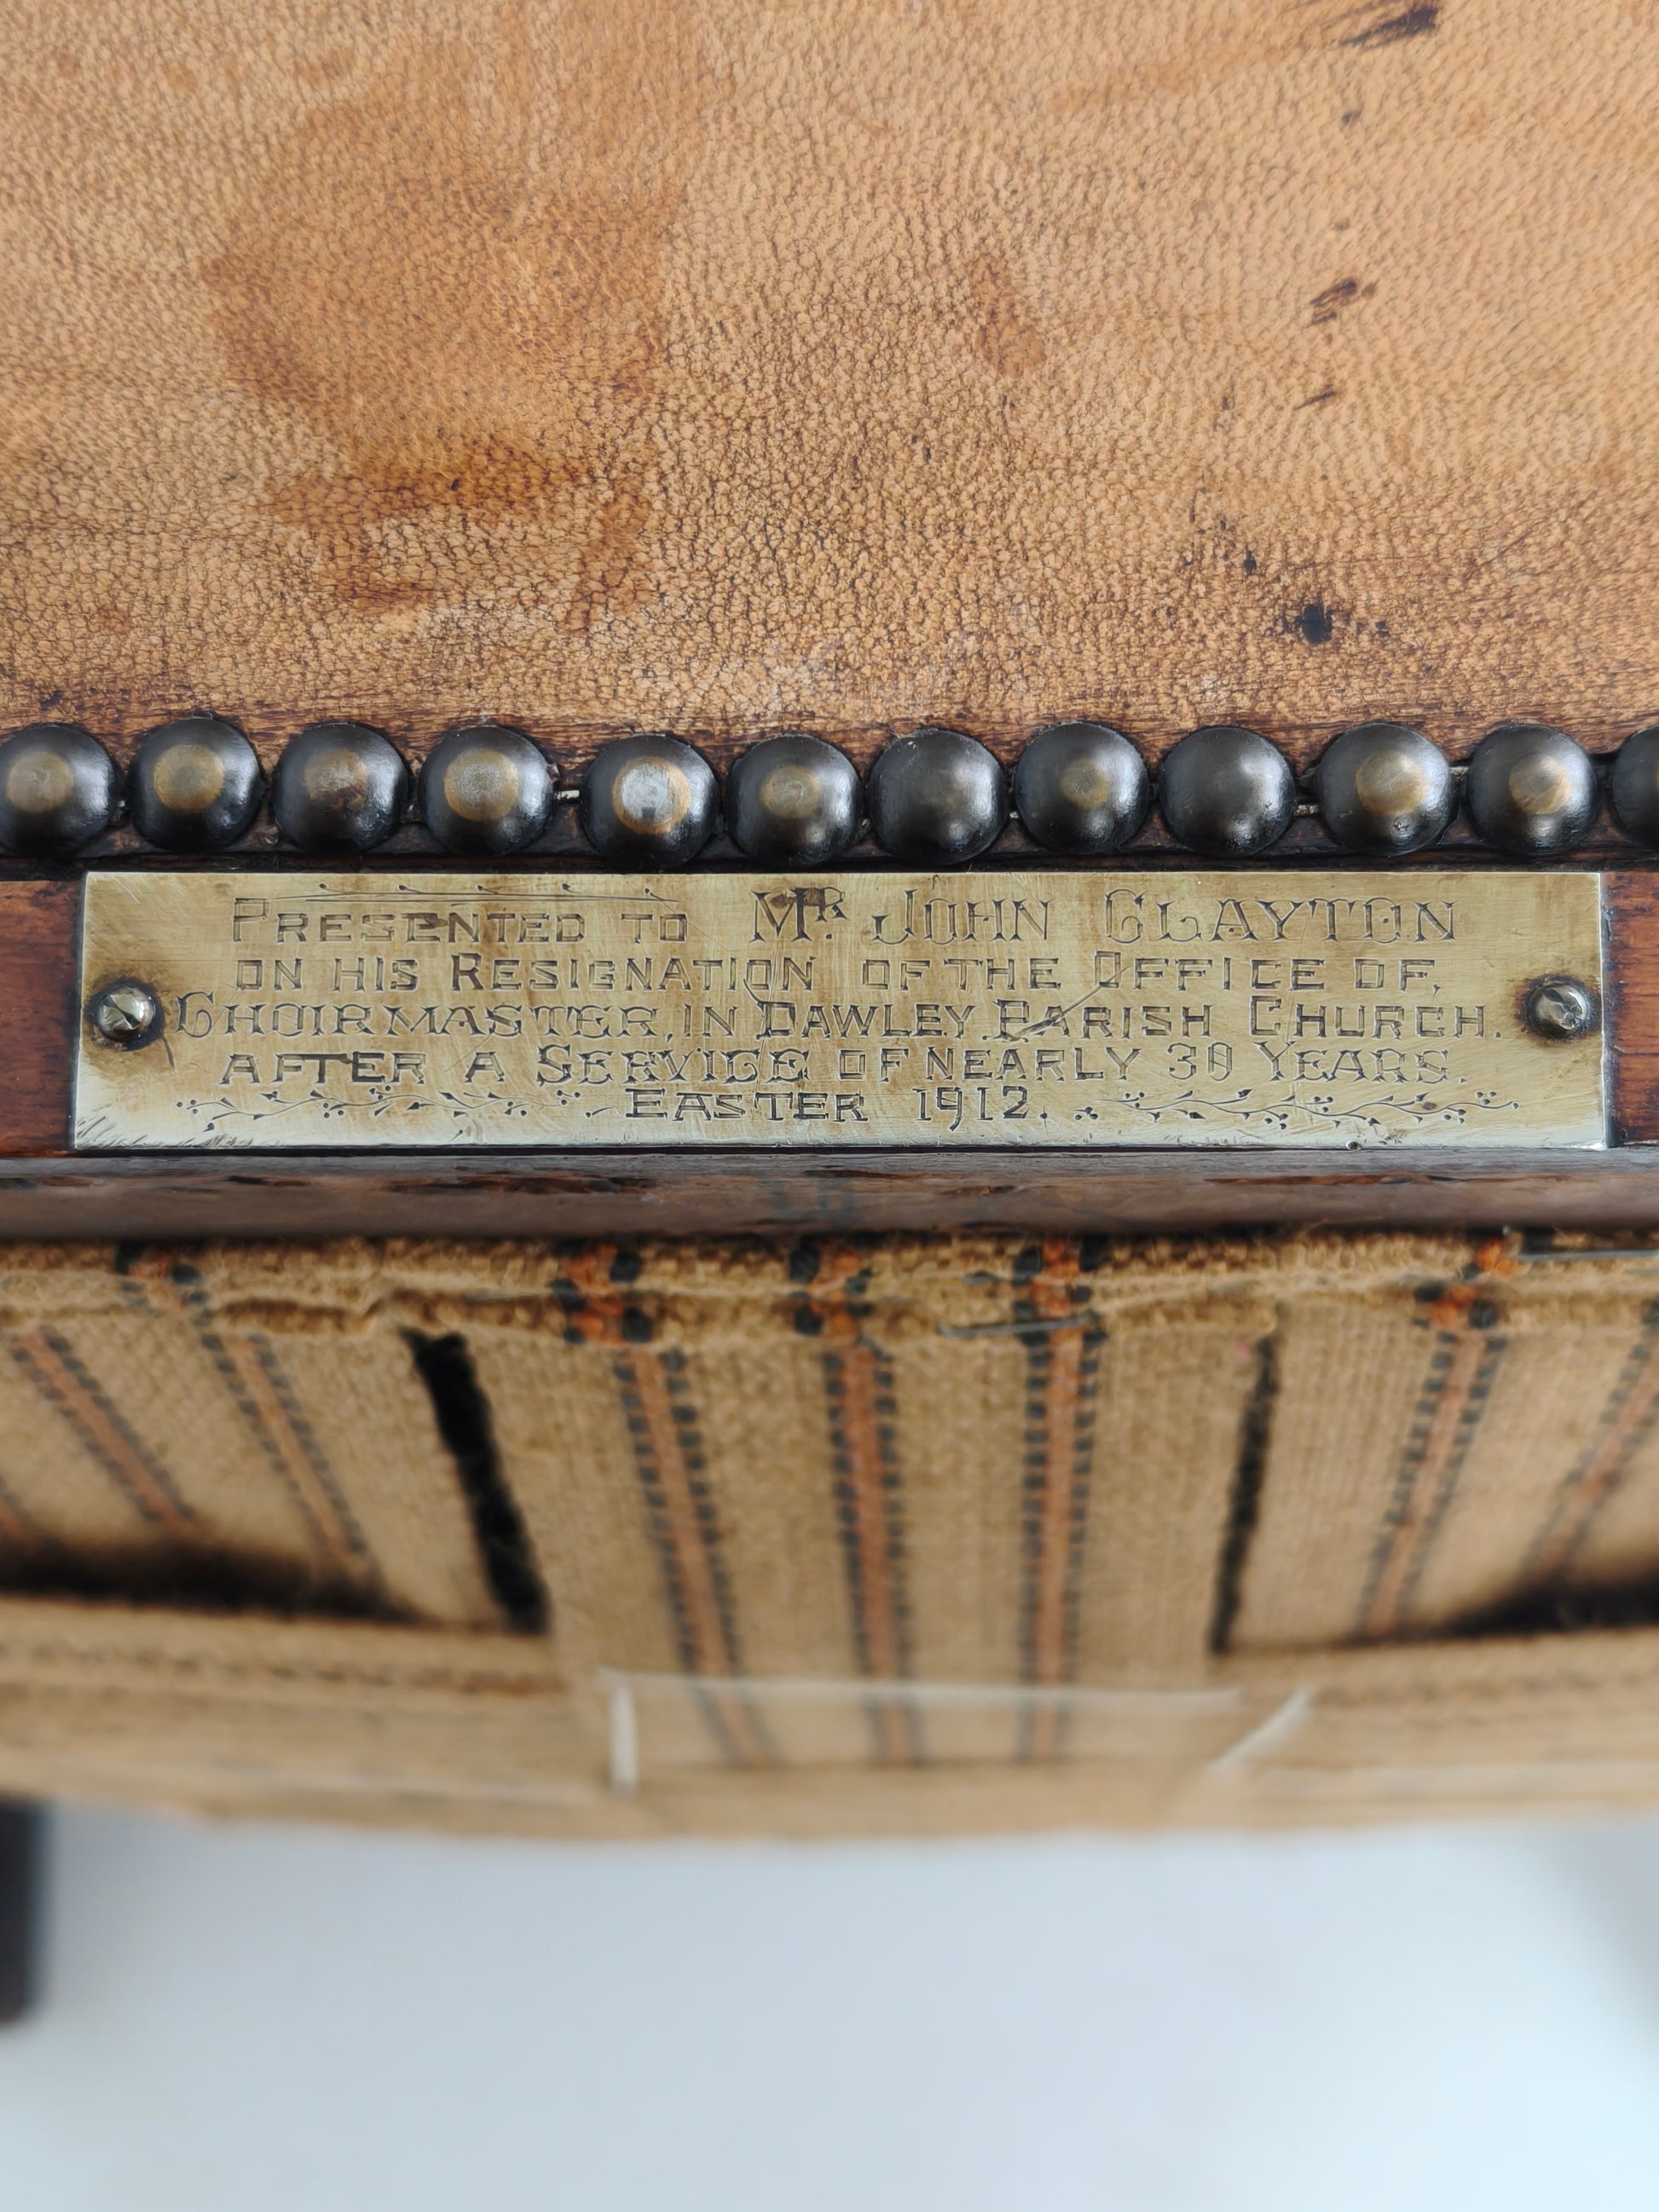 PRESENTED TO MR. JOHN CLAYTON
ON HIS RESIGNATION OF THE OFFICE OF,
CHOIRMASTER, IN DAWLEY PARISH CHURCH.
AFTER A SERVICE OF NEARLY 30 YEARS.
EASTER 1912.